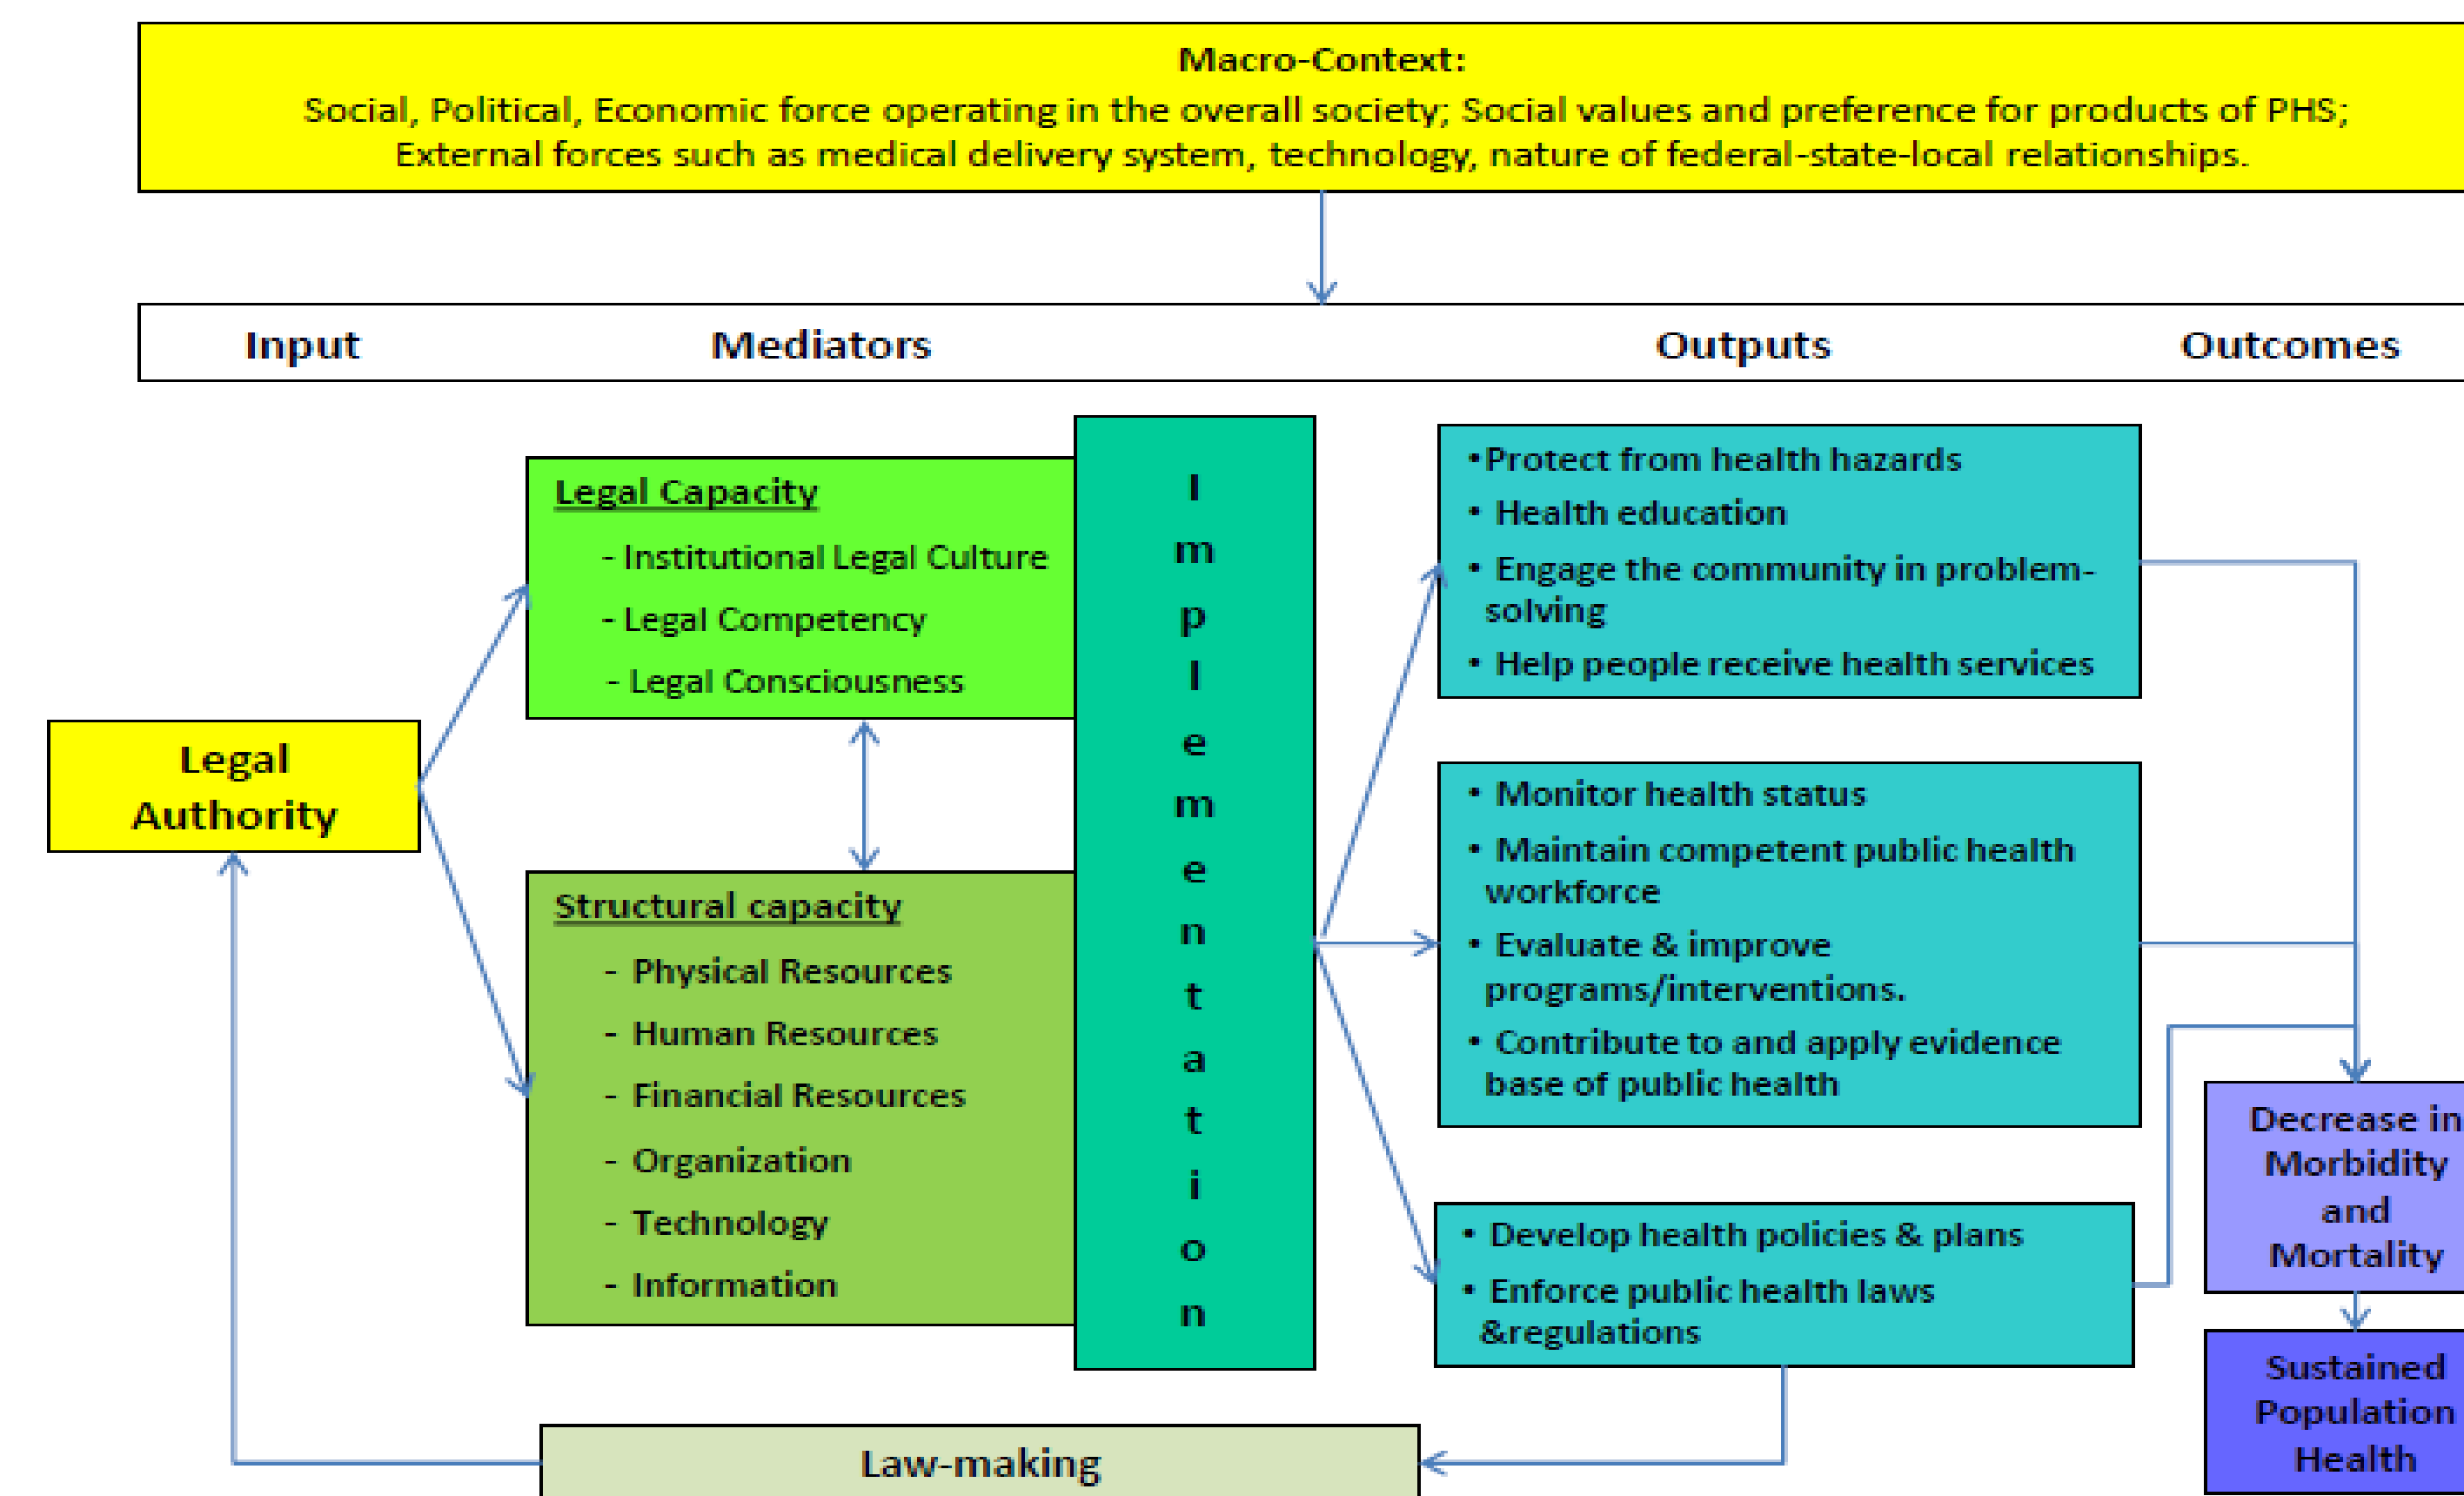 Macro-Context:
Social, Political, Economic force operating in the overall society; Social values and preference for products of PHS;
External forces such as medical delivery system, technology, nature of federal-state-local relationships.
Input Mediators Outputs Outcomes
Legal
Authority
Legal Capacity
- Institutional Legal Culture
- Legal Competency
- Legal Consciousness
Structural capacity
- Physical Resources
- Human Resources
- Financial Resources
- Organization
- Technology
- Information
Implementation
•Protect from health hazards
• Health education
• Engage the community in problem-
solving
• Help people receive health services
• Monitor health status
• Maintain competent public health
workforce
• Evaluate & improve
programs/interventions.
• Contribute to and apply evidence
base of public health
• Develop health policies & plans
• Enforce public health laws
&regulations
Decrease in
Morbidity
and
Mortality
Sustained
Population
Health
Law-making